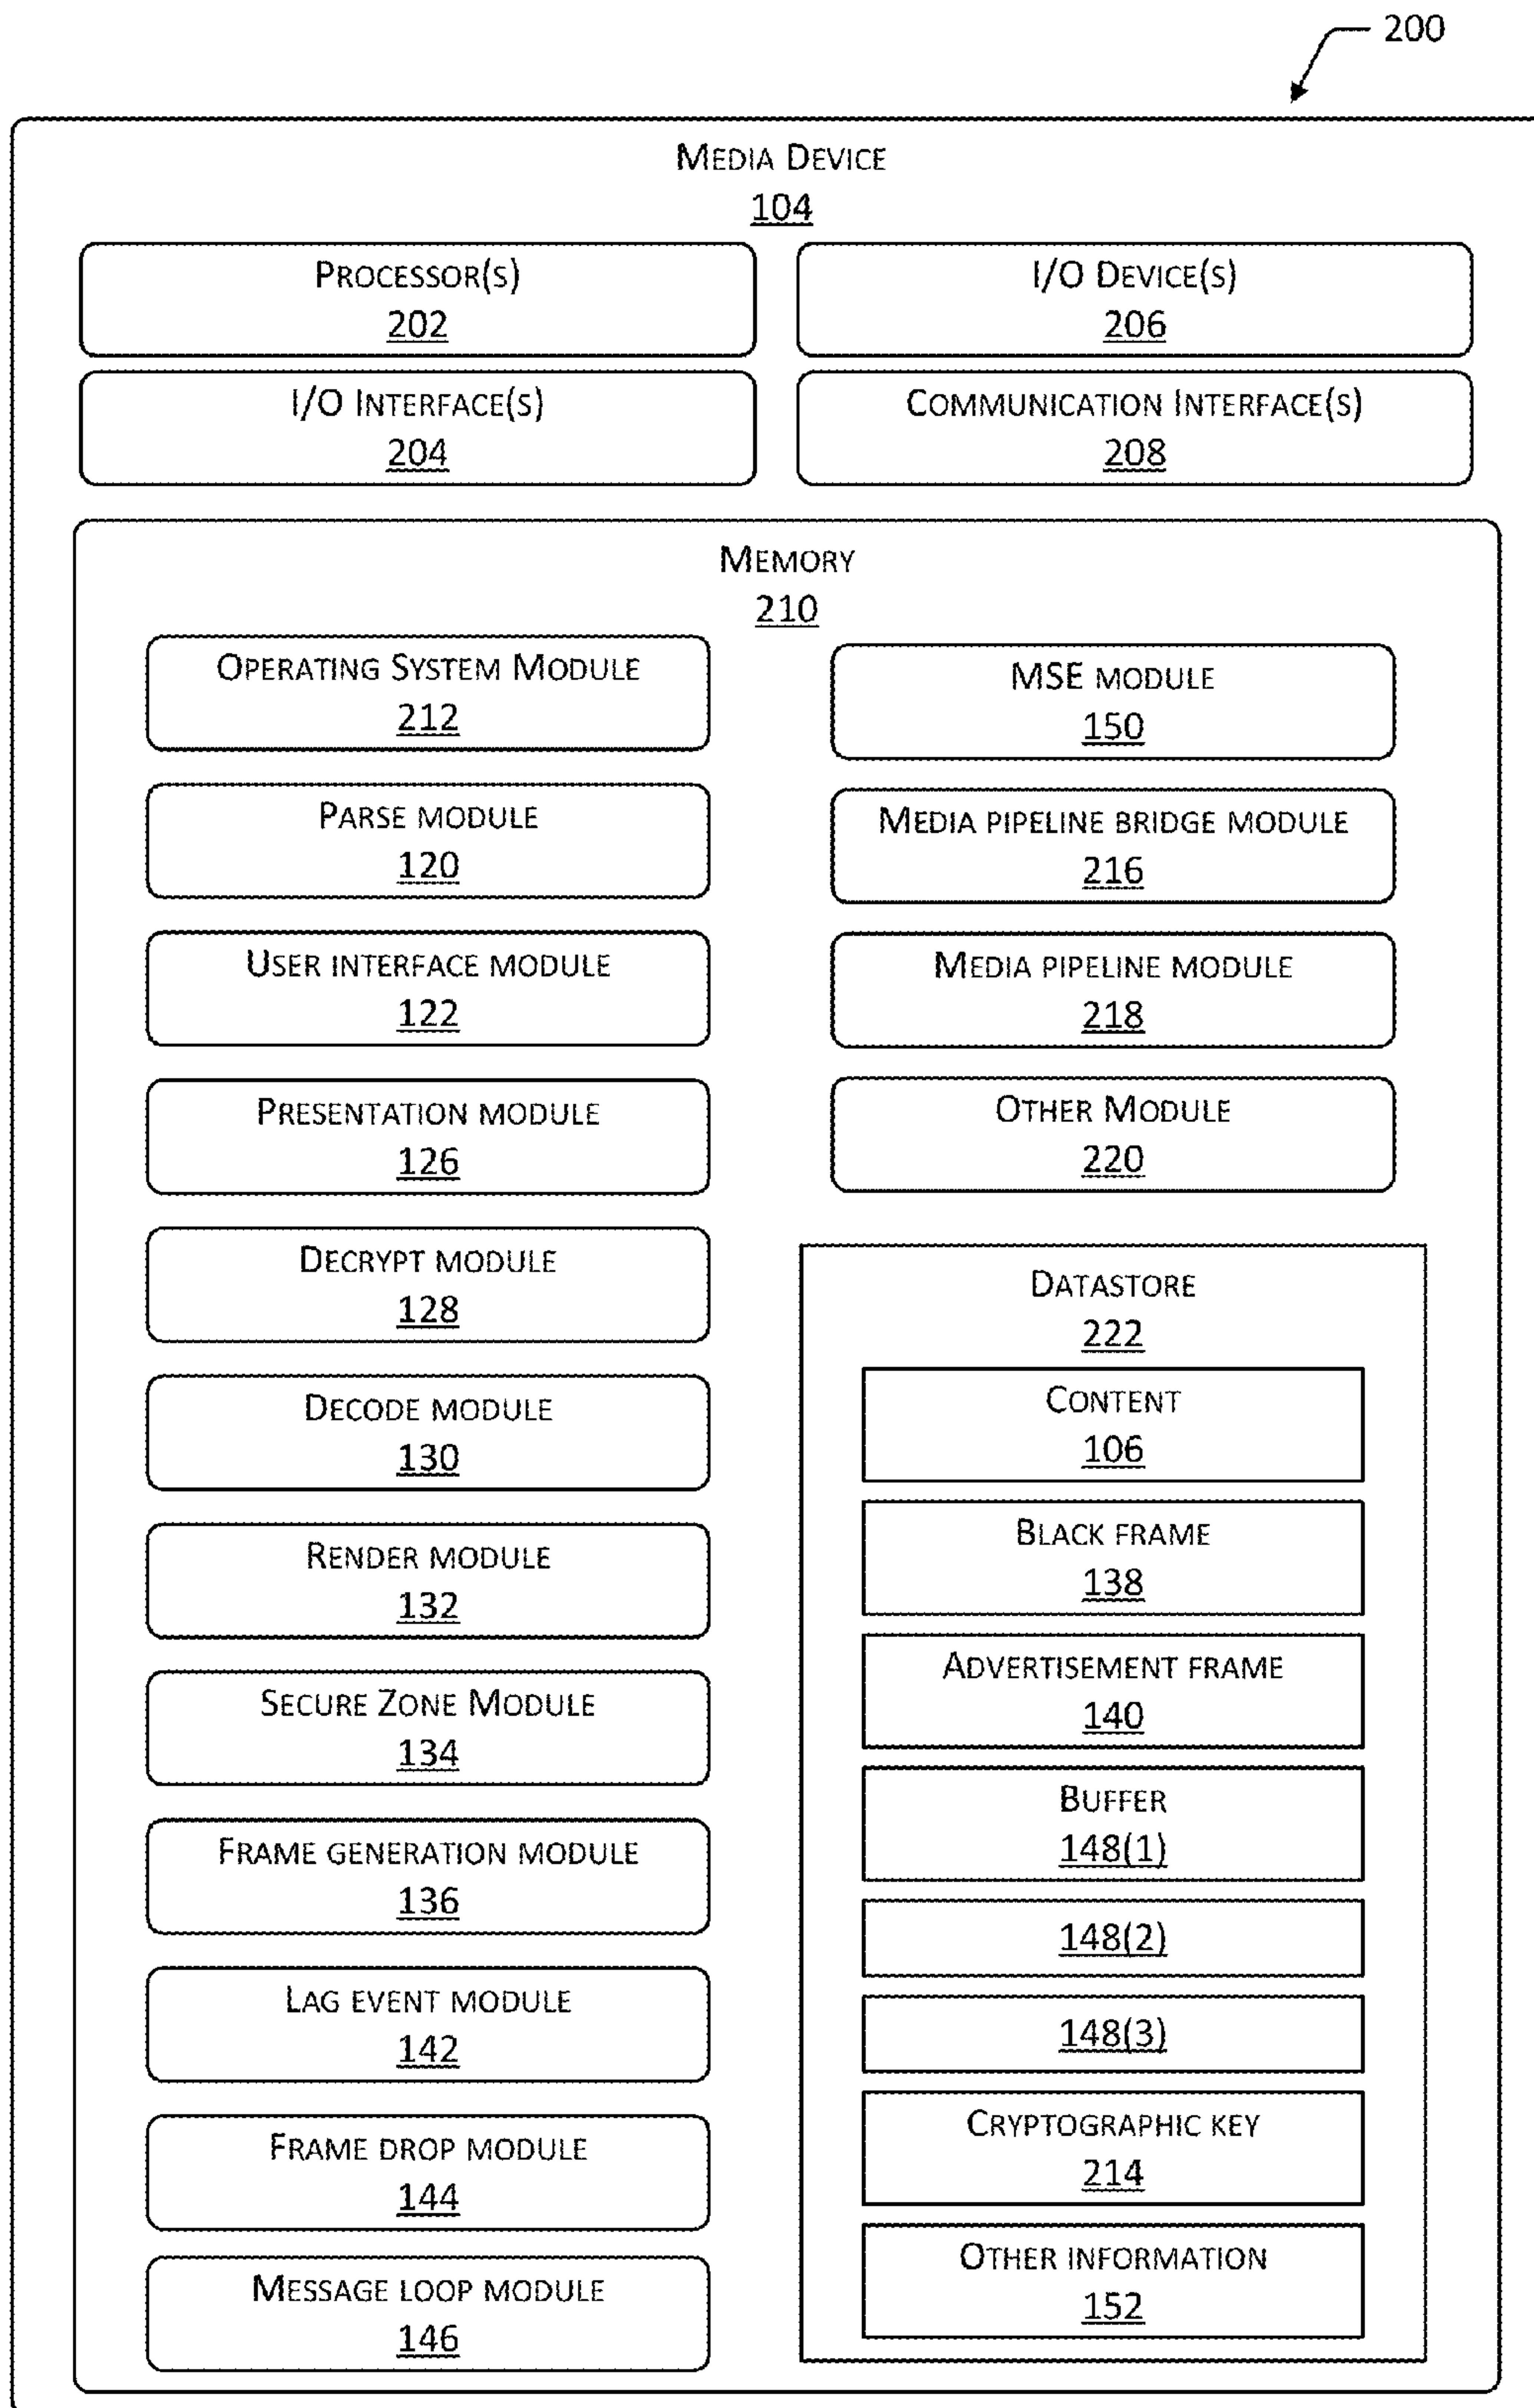 200
Media Device
104
Processor(s)
202
I/O Device(s)
206
I/O Interface(s)
204
Communication Interface(s)
208
Memory
210
Operating System Module
212
Parse module
120
User interface module
122
Presentation module
126
Decrypt module
128
Decode module
130
Render module
132
Secure Zone Module
134
Frame generation module
136
Lag event module
142
Frame drop module
144
Message loop module
146
MSE module
150
Media pipeline bridge module
216
Media pipeline module
218
Other Module
220
Datastore
222
Content
106
Black frame
138
Advertisement frame
140
Buffer
148(1)
148(2)
148(3)
Cryptographic key
214
Other information
152